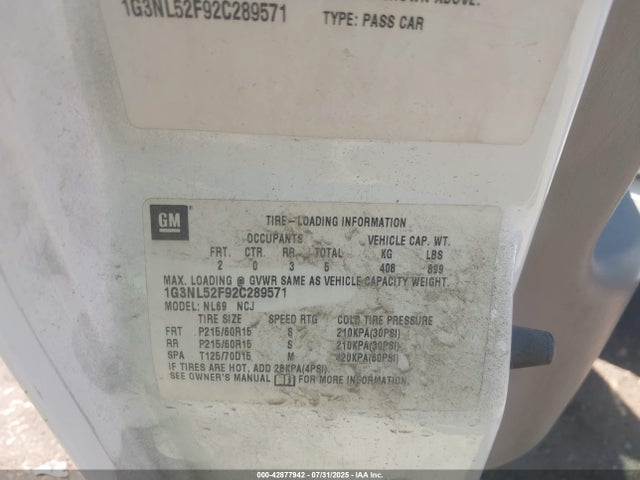 1G3NL52F92C289571
TYPE: PASS CAR
GM
TIRE-LOADING INFORMATION
OCCUPANTS VEHICLE CAP. WT.
FRT. CTR. RR. TOTAL KG LBS
2 0 3 5 408 899
MAX. LOADING @ GVWR SAME AS VEHICLE CAPACITY WEIGHT.
1G3NL52F92C289571
MODEL: NL69 NCJ
TIRE SIZE SPEED RTG COLD TIRE PRESSURE
FRT P215/60R15 S 210KPA(30PSI)
RR P215/60R15 S 210KPA(30PSI)
SPA T125/70D15 M 420KPA(60PSI)
IF TIRES ARE HOT, ADD 28KPA(4PSI).
SEE OWNER'S MANUAL FOR MORE INFORMATION.
000-42877942 - 07/31/2025 - IAA, Inc.